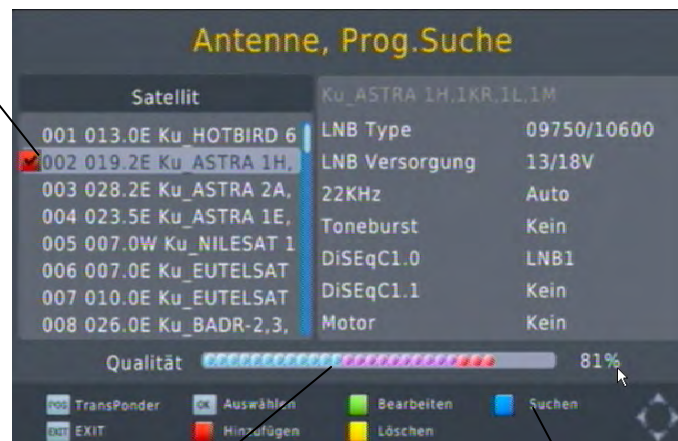 Antenne, Prog.Suche
Satellit
001 013.0E Ku_HOTBIRD 6
002 019.2E Ku_ASTRA 1H,
003 028.2E Ku_ASTRA 2A,
004 023.5E Ku_ASTRA 1E,
005 007.0W Ku_NILESAT 1
006 007.0E Ku_EUTELSAT
007 010.0E Ku_EUTELSAT
008 026.0E Ku_BADR-2,3,
Ku_ASTRA 1H,1KR,1L,1M
LNB Type 09750/10600
LNB Versorgung 13/18V
22KHz Auto
Toneburst Kein
DiSEqC1.0 LNB1
DiSEqC1.1 Kein
Motor Kein
Qualität 81%
POS TransPonder OK Auswählen Bearbeiten Suchen
EXIT EXIT Hinzufügen Löschen